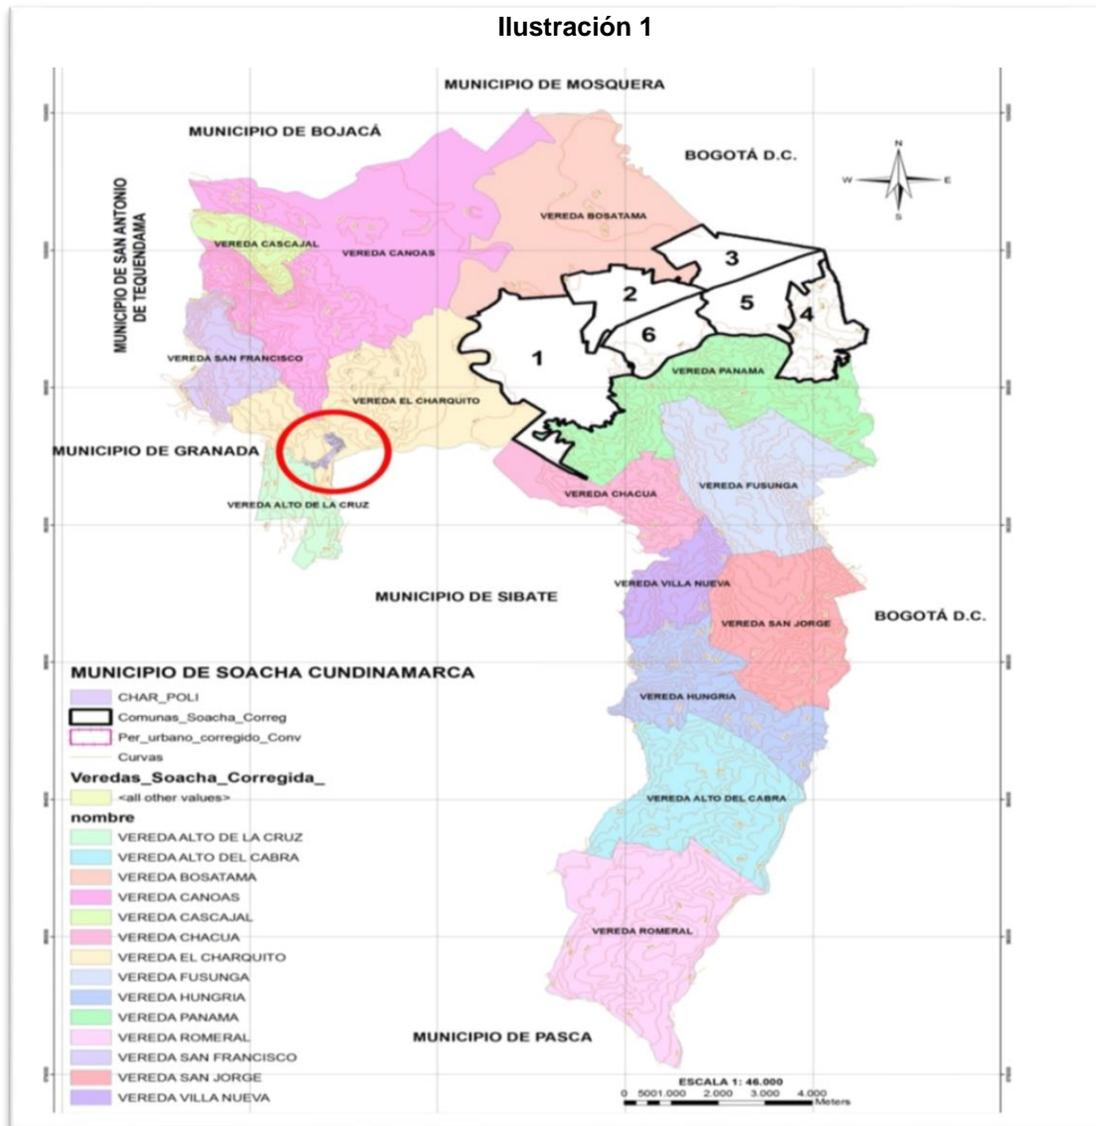 Ilustración 1
MUNICIPIO DE MOSQUERA
MUNICIPIO DE BOJACÁ
BOGOTÁ D.C.
N
W
E
S
MUNICIPIO DE SAN ANTONIO
DE TEQUENDAMA
VEREDA BOSATAMA
VEREDA CASCAJAL
VEREDA CANOAS
3
2
5
4
6
1
VEREDA SAN FRANCISCO
VEREDA PANAMA
VEREDA EL CHARQUITO
MUNICIPIO DE GRANADA
VEREDA FUSUNGA
VEREDA CHACUA
VEREDA ALTO DE LA CRUZ
VEREDA VILLA NUEVA
MUNICIPIO DE SIBATE
BOGOTÁ D.C.
VEREDA SAN JORGE
VEREDA HUNGRIA
VEREDA ALTO DEL CABRA
VEREDA ROMERAL
MUNICIPIO DE PASCA
MUNICIPIO DE SOACHA CUNDINAMARCA
CHAR_POLI
Comunas_Soacha_Correg
Per_urbano_corregido_Conv
Curvas
Veredas_Soacha_Corregida_
<all other values>
nombre
VEREDA ALTO DE LA CRUZ
VEREDA ALTO DEL CABRA
VEREDA BOSATAMA
VEREDA CANOAS
VEREDA CASCAJAL
VEREDA CHACUA
VEREDA EL CHARQUITO
VEREDA FUSUNGA
VEREDA HUNGRIA
VEREDA PANAMA
VEREDA ROMERAL
VEREDA SAN FRANCISCO
VEREDA SAN JORGE
VEREDA VILLA NUEVA
ESCALA 1: 46.000
0 500 1.000 2.000 3.000 4.000
Meters